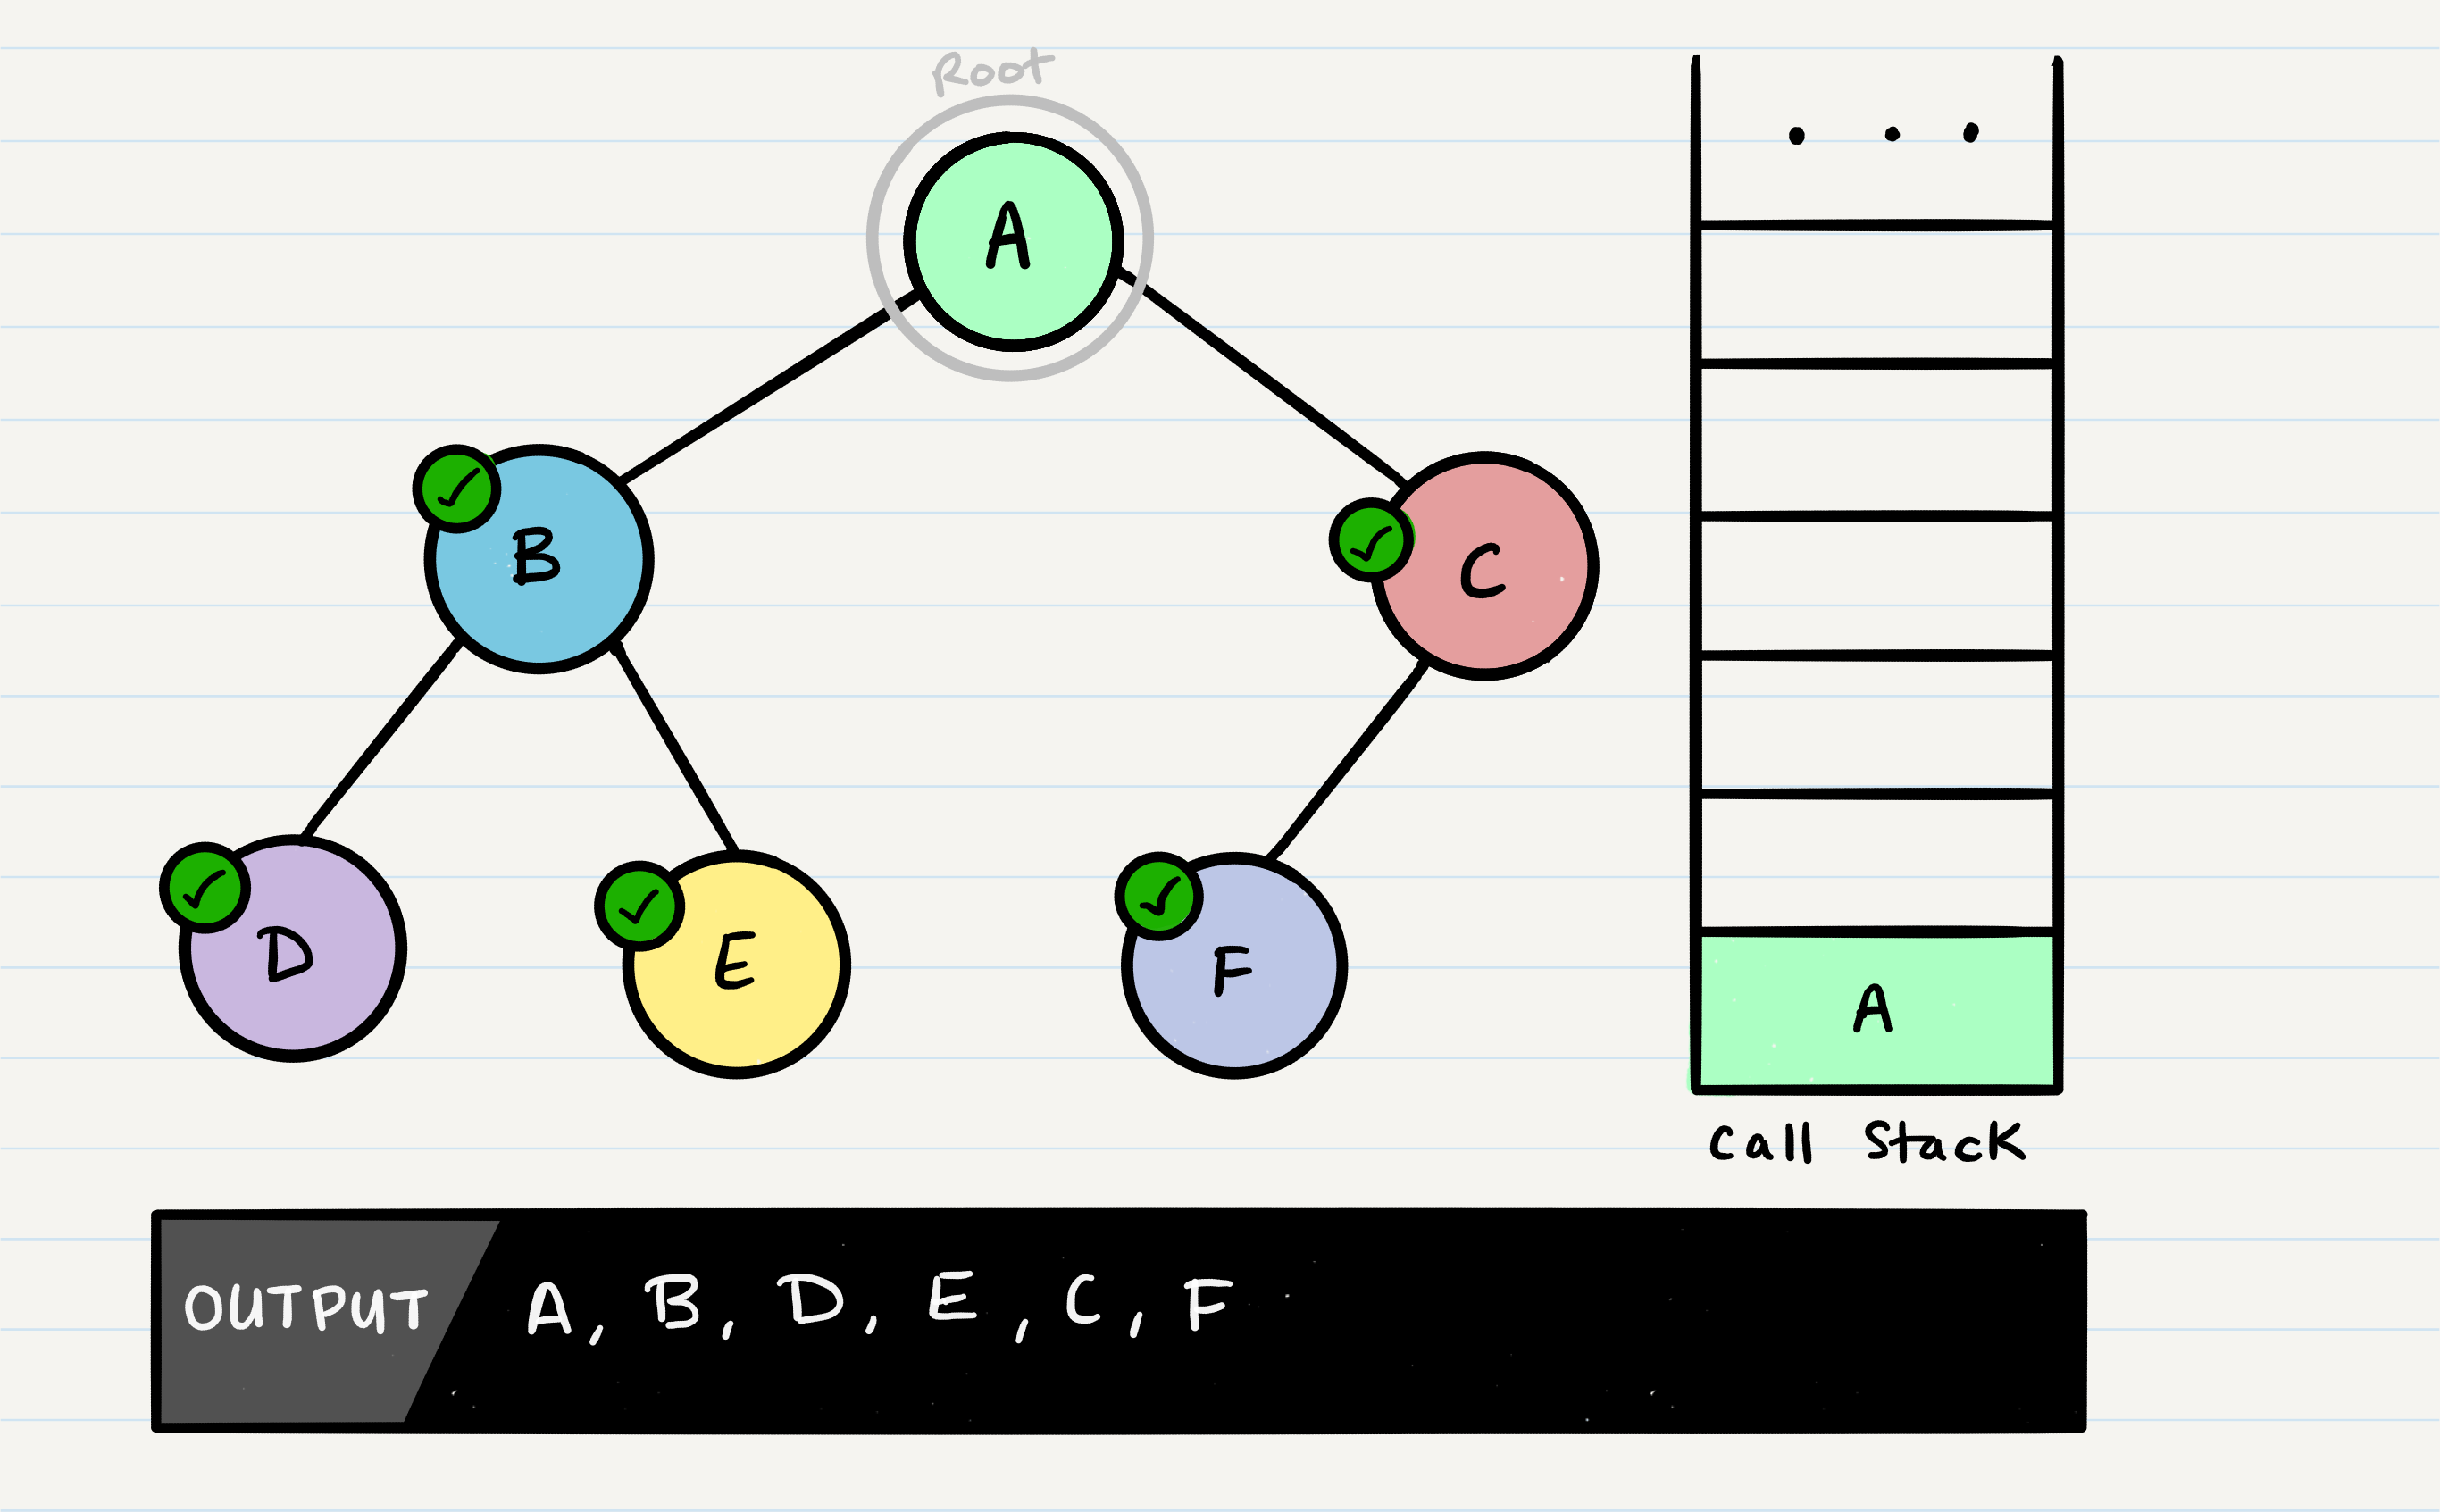 Root
A
B
C
D
E
F
A
Call Stack
OUTPUT A, B, D, E, C, F